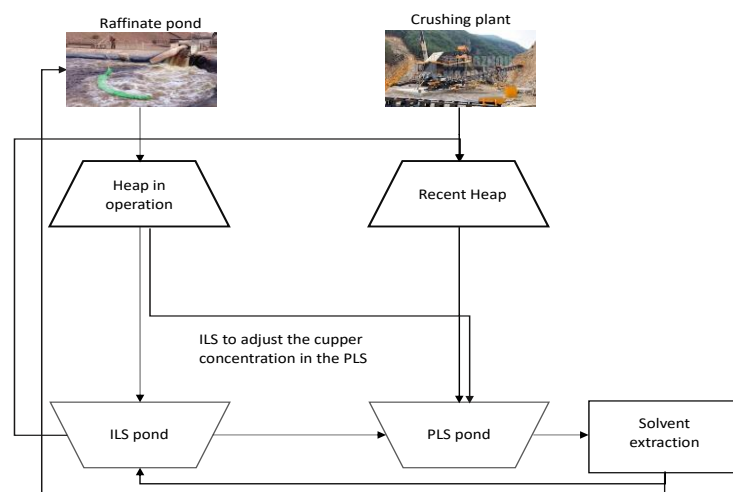 Raffinate pond
Crushing plant
Heap in
operation
Recent Heap
ILS to adjust the cupper
concentration in the PLS
ILS pond
PLS pond
Solvent
extraction